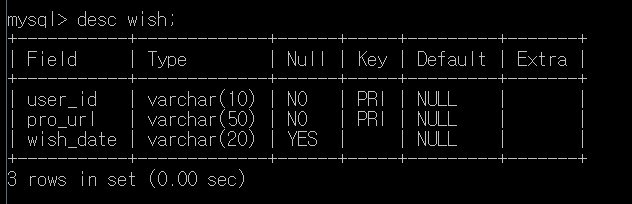 mysql> desc wish;
+-----------+-------------+------+-----+---------+-------+
| Field     | Type        | Null | Key | Default | Extra |
+-----------+-------------+------+-----+---------+-------+
| user_id   | varchar(10) | NO   | PRI | NULL    |       |
| pro_url   | varchar(50) | NO   | PRI | NULL    |       |
| wish_date | varchar(20) | YES  |     | NULL    |       |
+-----------+-------------+------+-----+---------+-------+
3 rows in set (0.00 sec)